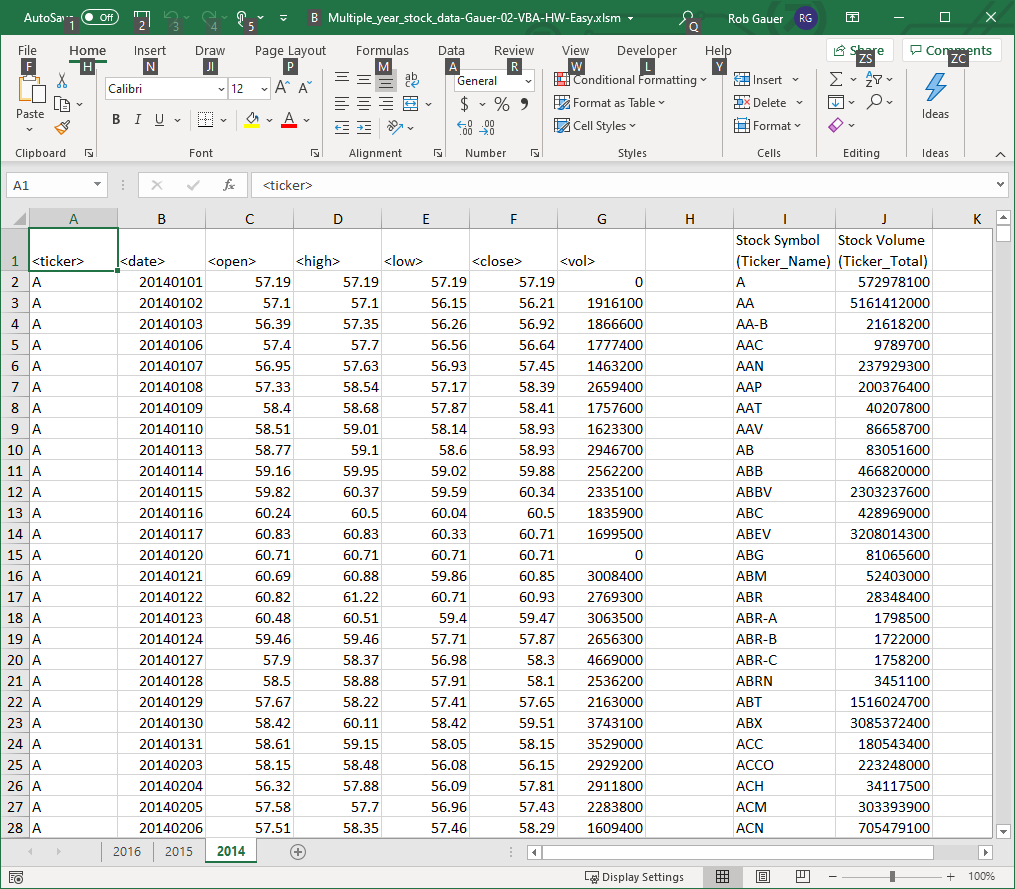 AutoSave Off Multiple_year_stock_data-Gauer-02-VBA-HW-Easy.xlsm Rob Gauer RG
1 2 3 4 5 B Q
File Home Insert Draw Page Layout Formulas Data Review View Developer Help Share Comments
F H N JI P M A R W L Y ZS ZC
Paste
Calibri 12
B I U
ab
c
General
$ % 9
Conditional Formatting
Format as Table
Cell Styles
Insert
Delete
Format
Ideas
Clipboard Font Alignment Number Styles Cells Editing Ideas
A1 fx <ticker>
A B C D E F G H I J K
1 <ticker> <date> <open> <high> <low> <close> <vol> Stock Symbol (Ticker_Name) Stock Volume (Ticker_Total)
2 A 20140101 57.19 57.19 57.19 57.19 0 A 572978100
3 A 20140102 57.1 57.1 56.15 56.21 1916100 AA 5161412000
4 A 20140103 56.39 57.35 56.26 56.92 1866600 AA-B 21618200
5 A 20140106 57.4 57.7 56.56 56.64 1777400 AAC 9789700
6 A 20140107 56.95 57.63 56.93 57.45 1463200 AAN 237929300
7 A 20140108 57.33 58.54 57.17 58.39 2659400 AAP 200376400
8 A 20140109 58.4 58.68 57.87 58.41 1757600 AAT 40207800
9 A 20140110 58.51 59.01 58.14 58.93 1623300 AAV 86658700
10 A 20140113 58.77 59.1 58.6 58.93 2946700 AB 83051600
11 A 20140114 59.16 59.95 59.02 59.88 2562200 ABB 466820000
12 A 20140115 59.82 60.37 59.59 60.34 2335100 ABBV 2303237600
13 A 20140116 60.24 60.5 60.04 60.5 1835900 ABC 428969000
14 A 20140117 60.83 60.83 60.33 60.71 1699500 ABEV 3208014300
15 A 20140120 60.71 60.71 60.71 60.71 0 ABG 81065600
16 A 20140121 60.69 60.88 59.86 60.85 3008400 ABM 52403000
17 A 20140122 60.82 61.22 60.71 60.93 2769300 ABR 28348400
18 A 20140123 60.48 60.51 59.4 59.47 3063500 ABR-A 1798500
19 A 20140124 59.46 59.46 57.71 57.87 2656300 ABR-B 1722000
20 A 20140127 57.9 58.37 56.98 58.3 4669000 ABR-C 1758200
21 A 20140128 58.5 58.88 57.91 58.1 2536200 ABRN 3451100
22 A 20140129 57.67 58.22 57.41 57.65 2163000 ABT 1516024700
23 A 20140130 58.42 60.11 58.42 59.51 3743100 ABX 3085372400
24 A 20140131 58.61 59.15 58.05 58.15 3529000 ACC 180543400
25 A 20140203 58.15 58.48 56.08 56.15 2929200 ACCO 223248000
26 A 20140204 56.32 57.88 56.09 57.81 2911800 ACH 34117500
27 A 20140205 57.58 57.7 56.96 57.43 2283800 ACM 303393900
28 A 20140206 57.51 58.35 57.46 58.29 1609400 ACN 705479100
2016 2015 2014
Display Settings 100%